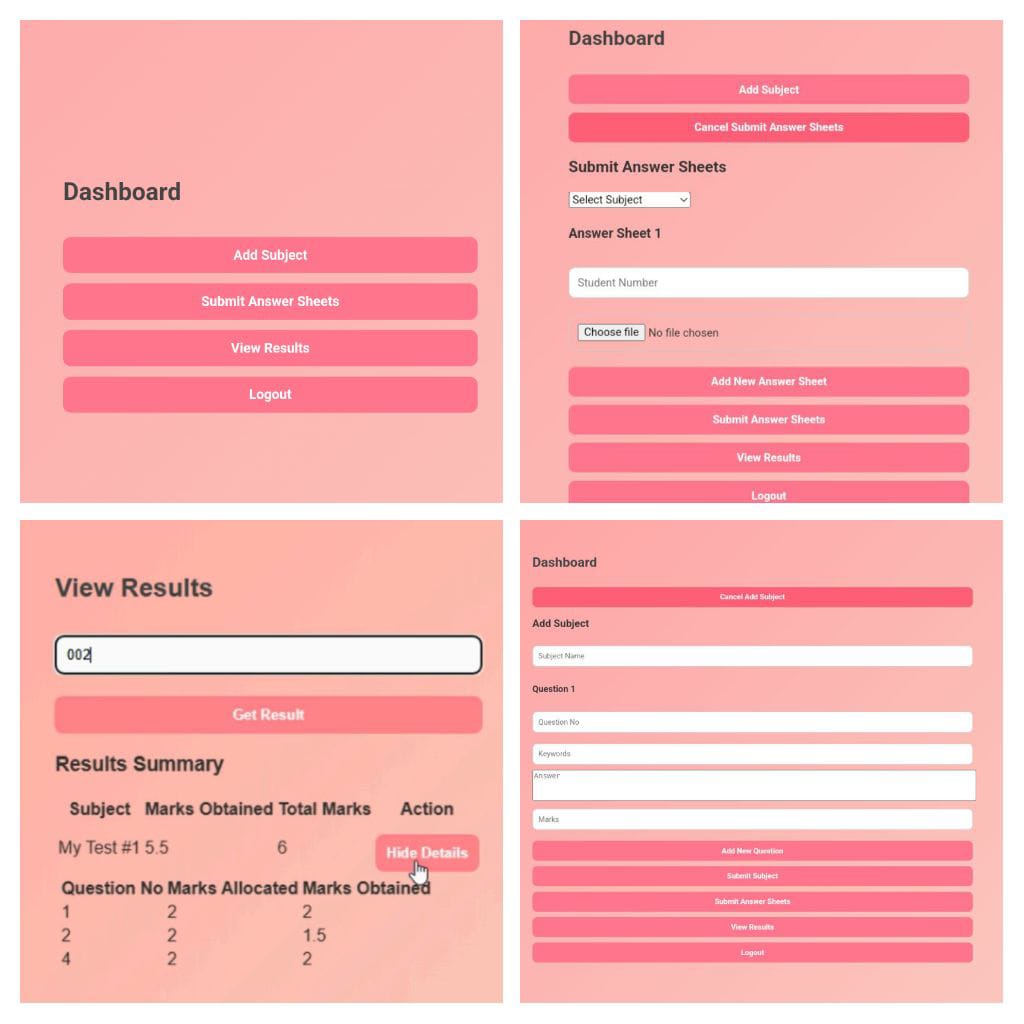 Dashboard
Add Subject
Submit Answer Sheets
View Results
Logout
Dashboard
Add Subject
Cancel Submit Answer Sheets
Submit Answer Sheets
Select Subject
Answer Sheet 1
Student Number
Choose file No file chosen
Add New Answer Sheet
Submit Answer Sheets
View Results
Logout
View Results
002
Get Result
Results Summary
Subject Marks Obtained Total Marks Action
My Test #1 5.5 6 Hide Details
Question No Marks Allocated Marks Obtained
1 2 2
2 2 1.5
4 2 2
Dashboard
Cancel Add Subject
Add Subject
Subject Name
Question 1
Question No
Keywords
Answer
Marks
Add New Question
Submit Subject
Submit Answer Sheets
View Results
Logout